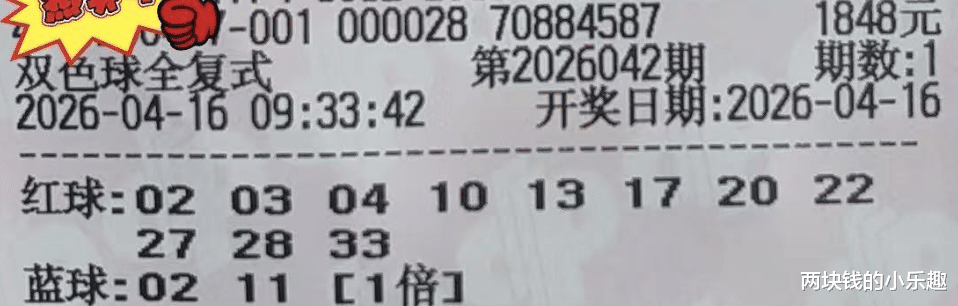 7-001 000028 70884587 1848元
双色球全复式 第2026042期 期数:1
2026-04-16 09:33:42 开奖日期:2026-04-16
红球:02 03 04 10 13 17 20 22
27 28 33
蓝球:02 11 [1倍]
两块钱的小乐趣